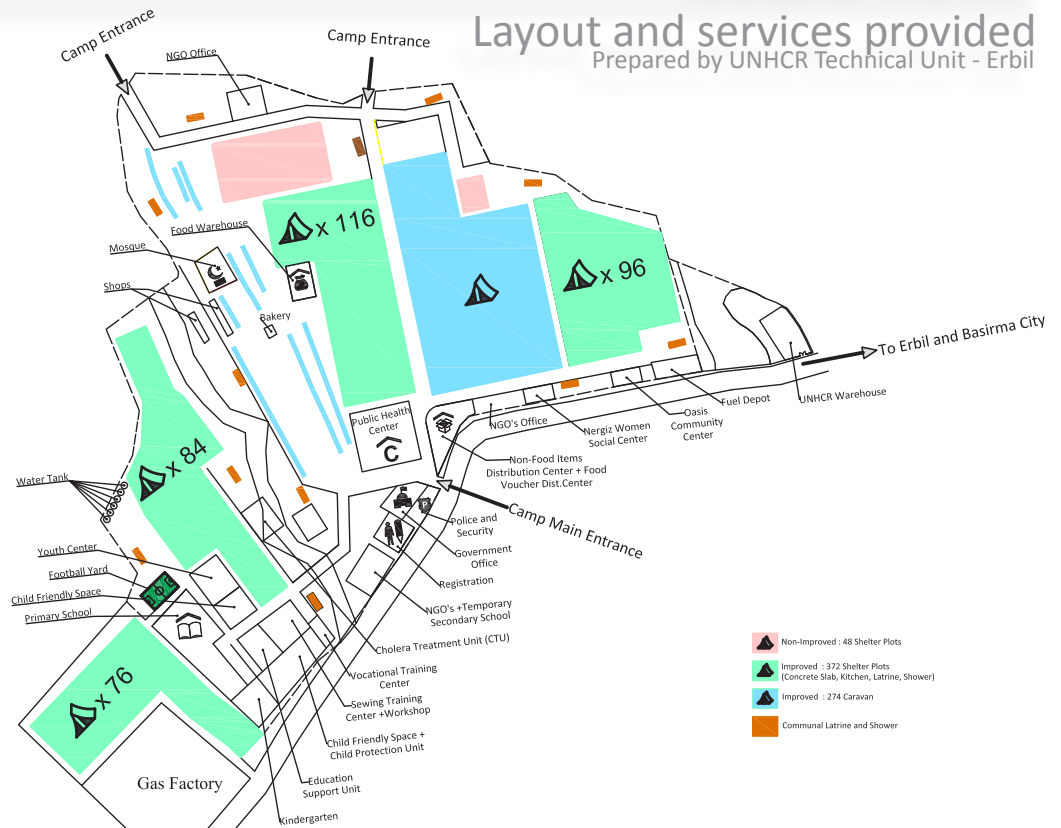 Layout and services provided
Prepared by UNHCR Technical Unit - Erbil
Camp Entrance
Camp Entrance
NGO Office
x 116
Food Warehouse
Mosque
x 96
Shops
Bakery
To Erbil and Basirma City
Public Health
Center
C
NGO's Office
Nergiz Women
Social Center
Oasis
Community
Center
Fuel Depot
UNHCR Warehouse
Non-Food Items
Distribution Center + Food
Voucher Dist.Center
x 84
Water Tank
Camp Main Entrance
P
Police and
Security
Government
Office
Registration
NGO's +Temporary
Secondary School
Youth Center
Football Yard
Child Friendly Space
Primary School
Cholera Treatment Unit (CTU)
Vocational Training
Center
Sewing Training
Center +Workshop
Child Friendly Space +
Child Protection Unit
Education
Support Unit
Kindergarten
x 76
Gas Factory
Non-Improved : 48 Shelter Plots
Improved : 372 Shelter Plots
(Concrete Slab, Kitchen, Latrine, Shower)
Improved : 274 Caravan
Communal Latrine and Shower